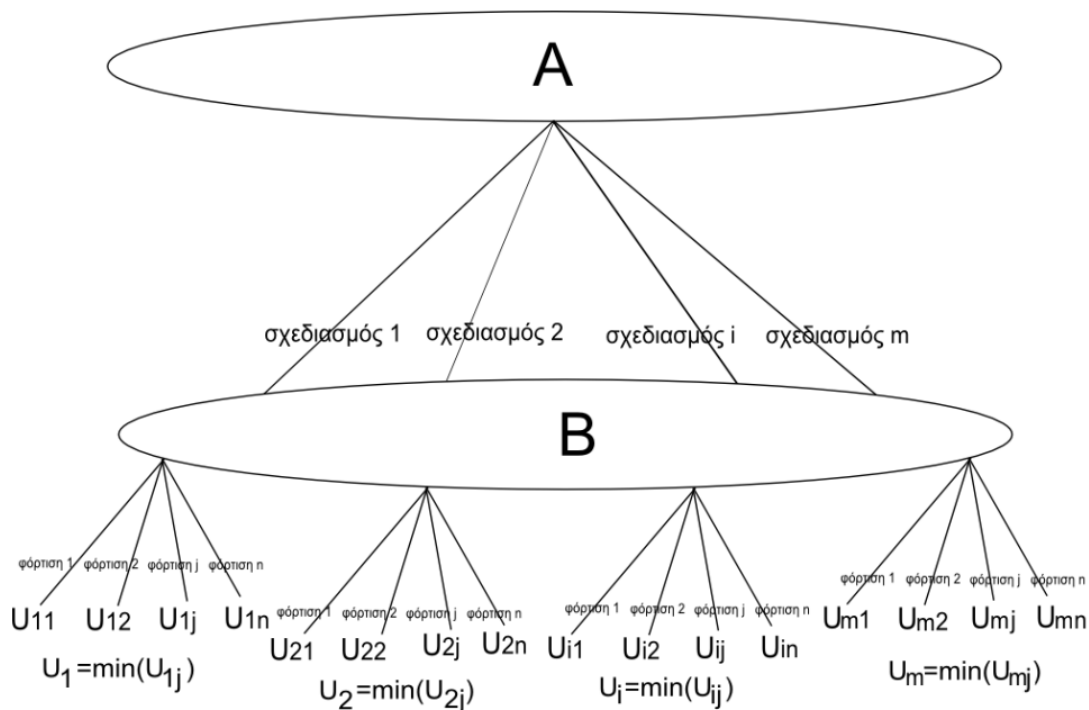 A
σχεδιασμός 1 σχεδιασμός 2 σχεδιασμός i σχεδιασμός m
B
φόρτιση 1 φόρτιση 2 φόρτιση j φόρτιση n
U11 U12 U1j U1n
U1=min(U1j)
φόρτιση 1 φόρτιση 2 φόρτιση j φόρτιση n
U21 U22 U2j U2n
U2=min(U2j)
φόρτιση 1 φόρτιση 2 φόρτιση j φόρτιση n
Ui1 Ui2 Uij Uin
Ui=min(Uij)
φόρτιση 1 φόρτιση 2 φόρτιση j φόρτιση n
Um1 Um2 Umj Umn
Um=min(Umj)